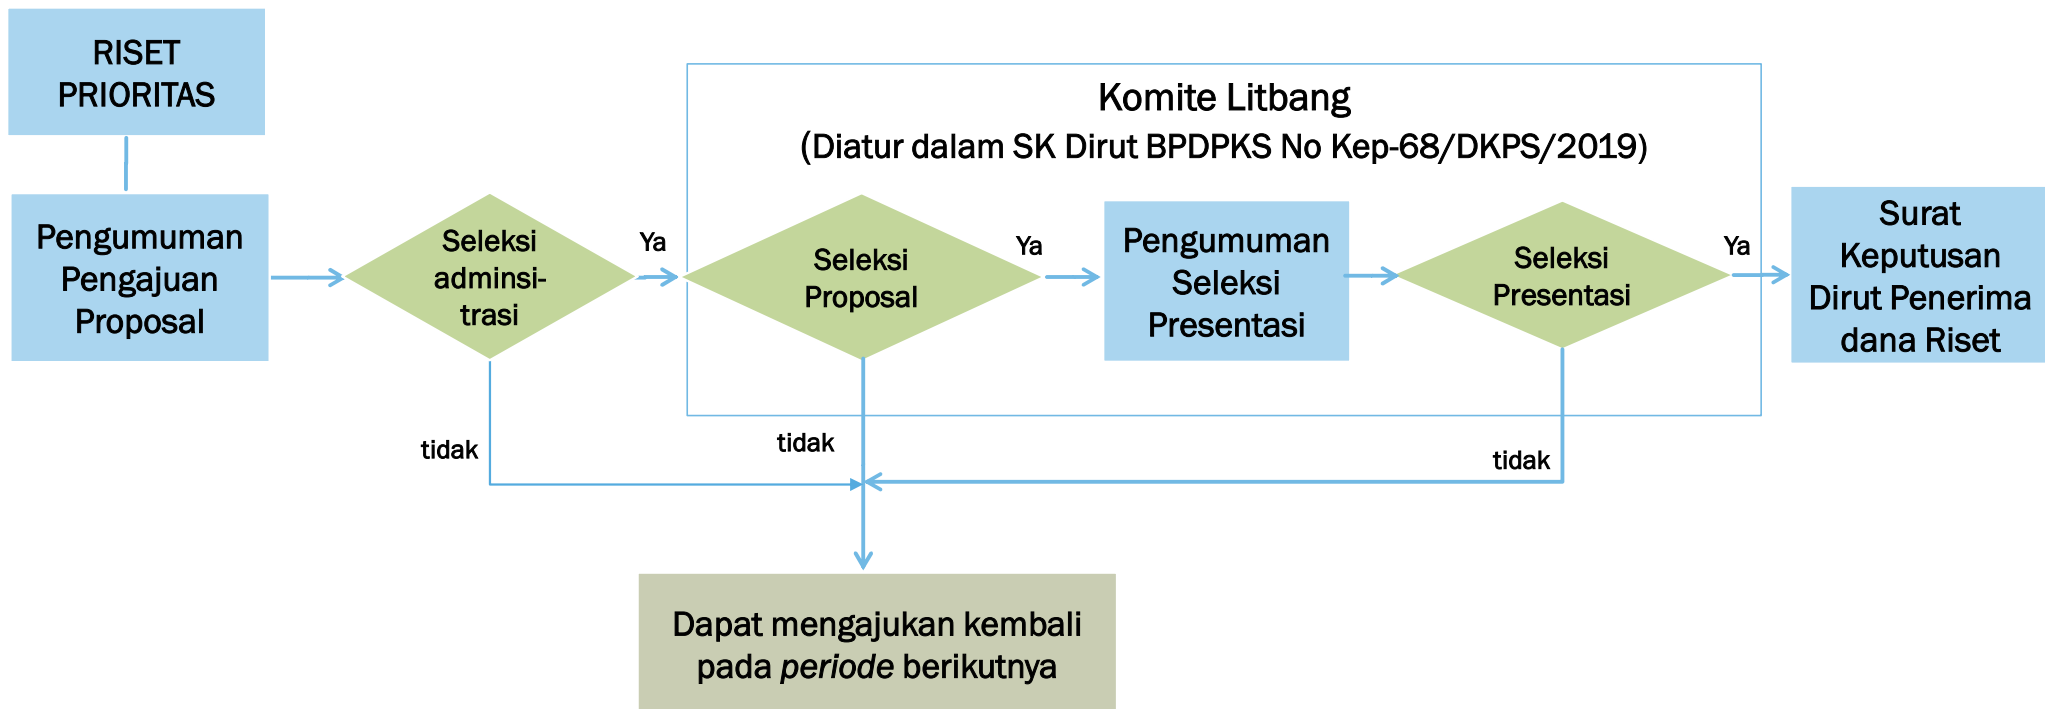 RISET
PRIORITAS
Komite Litbang
(Diatur dalam SK Dirut BPDPKS No Kep-68/DKPS/2019)
Pengumuman
Pengajuan
Proposal
Seleksi
adminsi-
trasi
Ya
Seleksi
Proposal
Ya
Pengumuman
Seleksi
Presentasi
Seleksi
Presentasi
Ya
Surat
Keputusan
Dirut Penerima
dana Riset
tidak
tidak
tidak
Dapat mengajukan kembali
pada periode berikutnya